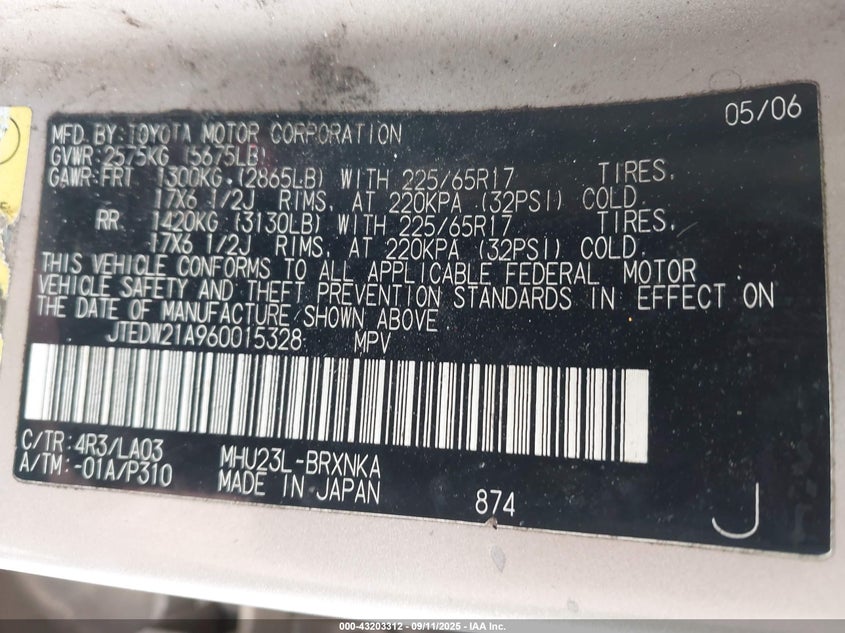 05/06
MFD. BY: TOYOTA MOTOR CORPORATION
GVWR: 2575KG (5675LB)
GAWR: FRT 1300KG. (2865LB) WITH 225/65R17 TIRES,
17X6 1/2J RIMS, AT 220KPA (32PSI) COLD.
RR. 1420KG (3130LB) WITH 225/65R17 TIRES,
17X6 1/2J RIMS, AT 220KPA (32PSI) COLD.
THIS VEHICLE CONFORMS TO ALL APPLICABLE FEDERAL MOTOR
VEHICLE SAFETY AND THEFT PREVENTION STANDARDS IN EFFECT ON
THE DATE OF MANUFACTURE SHOWN ABOVE
JTEDW21A960015328 MPV
C/TR: 4R3/LA03 MHU23L-BRXNKA
A/TM: -01A/P310 MADE IN JAPAN
874
J
000-43203312 - 09/11/2025 - IAA Inc.